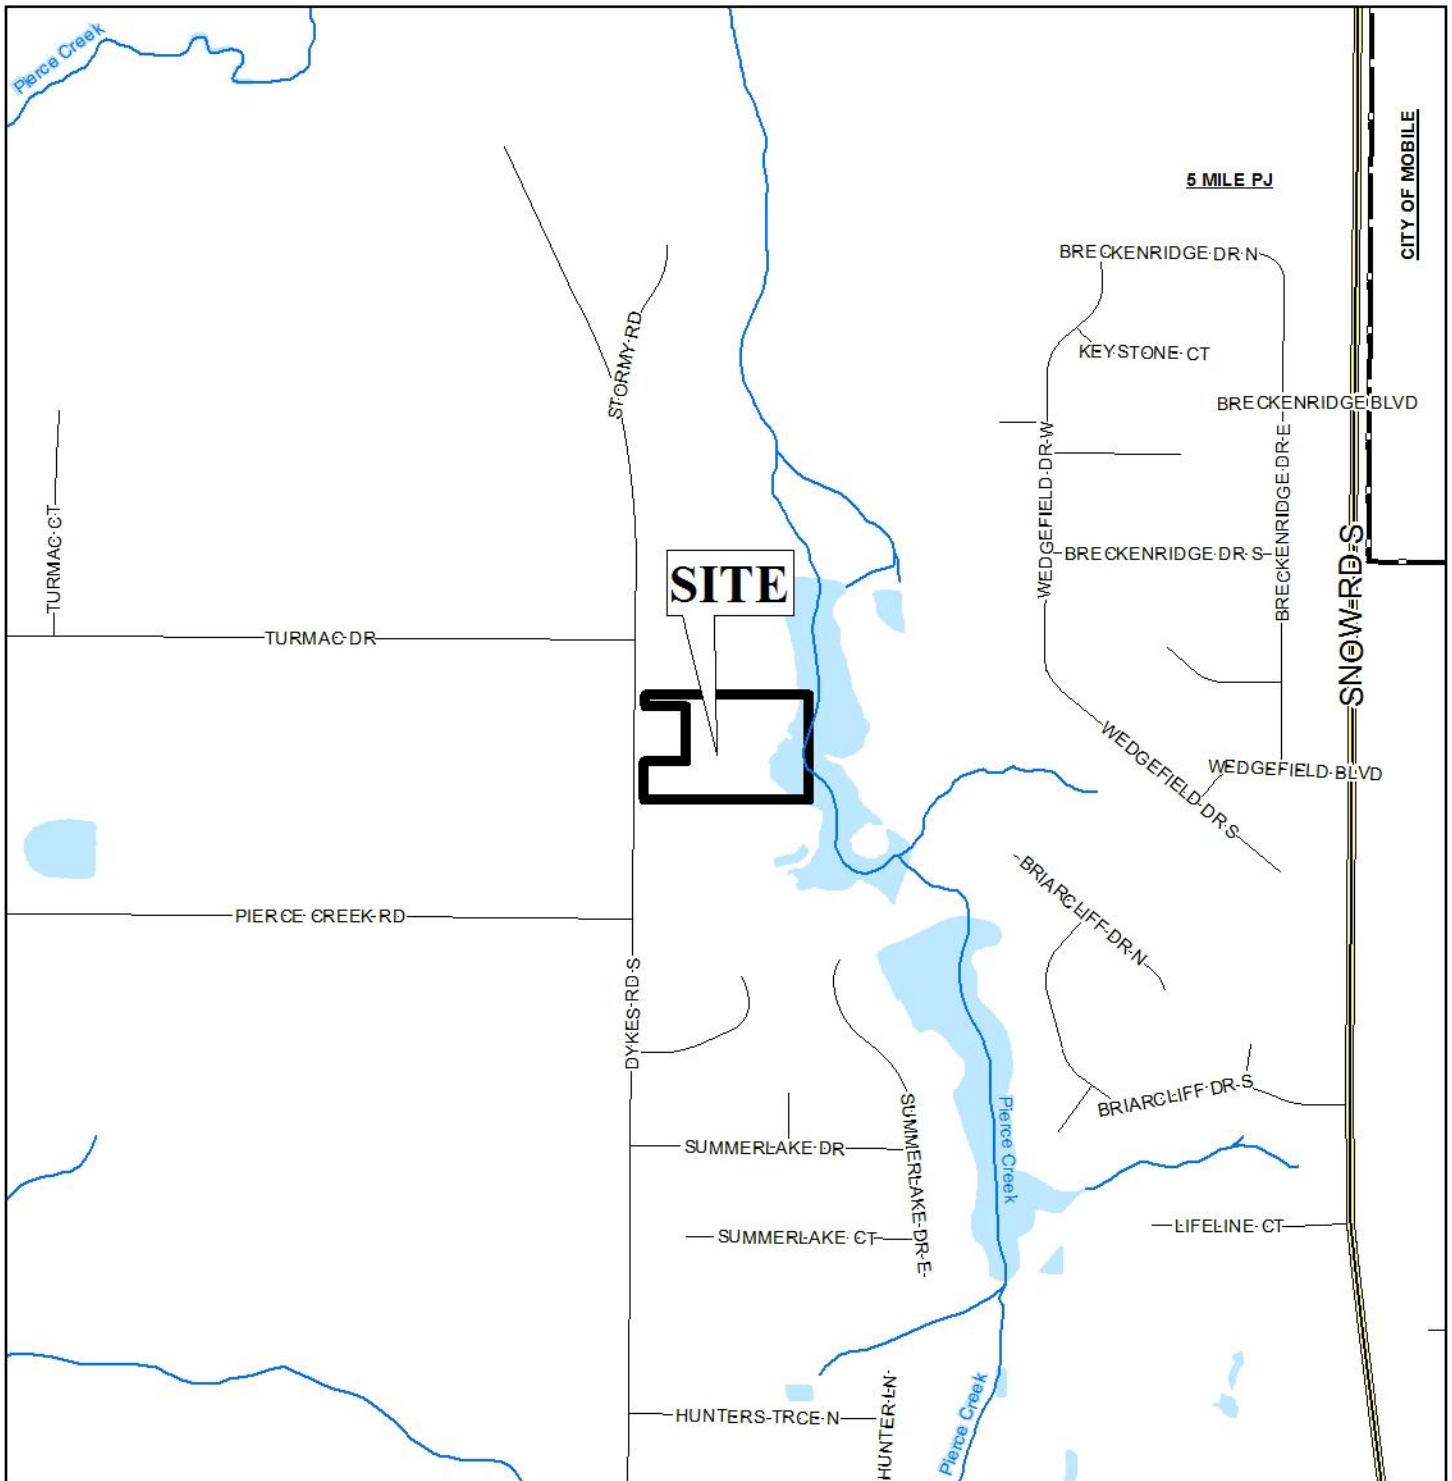 Pierce Creek
CITY OF MOBILE
5 MILE PJ
BRECKENRIDGE DR N
STORMY RD
KEYSTONE CT
BRECKENRIDGE BLVD
WEDGEFIELD DR W
BRECKENRIDGE DR E
TURMAC CT
BRECKENRIDGE DR S
SNOW RD S
SITE
TURMAC DR
WEDGEFIELD DR S
WEDGEFIELD BLVD
BRIARCLIFF DR N
PIERCE CREEK RD
DYKES RD S
BRIARCLIFF DR S
Pierce Creek
SUMMERLAKE DR
SUMMERLAKE DR E
LIFELINE CT
SUMMERLAKE CT
HUNTERS TRCE N
HUNTER LN
Pierce Creek